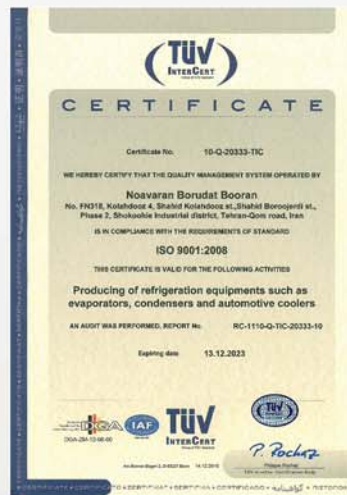 TÜV
INTERCERT
CERTIFICATE
Certificate No. 10-Q-20333-TIC
WE HEREBY CERTIFY THAT THE QUALITY MANAGEMENT SYSTEM OPERATED BY
Noavaran Borudat Booran
No. FN318, Kolahdooz 4, Shahid Kolahdooz st.,Shahid Boroojerdi st.,
Phase 2, Shokoohie Industrial district, Tehran-Qom road, Iran
IS IN COMPLIANCE WITH THE REQUIREMENTS OF STANDARD
ISO 9001:2008
THIS CERTIFICATE IS VALID FOR THE FOLLOWING ACTIVITIES
Producing of refrigeration equipments such as
evaporators, condensers and automotive coolers
AN AUDIT WAS PERFORMED, REPORT No. RC-1110-Q-TIC-20333-10
Expiring date 13.12.2023
DGA
IAF
TÜV
INTERCERT
TÜV
P. Rochaz